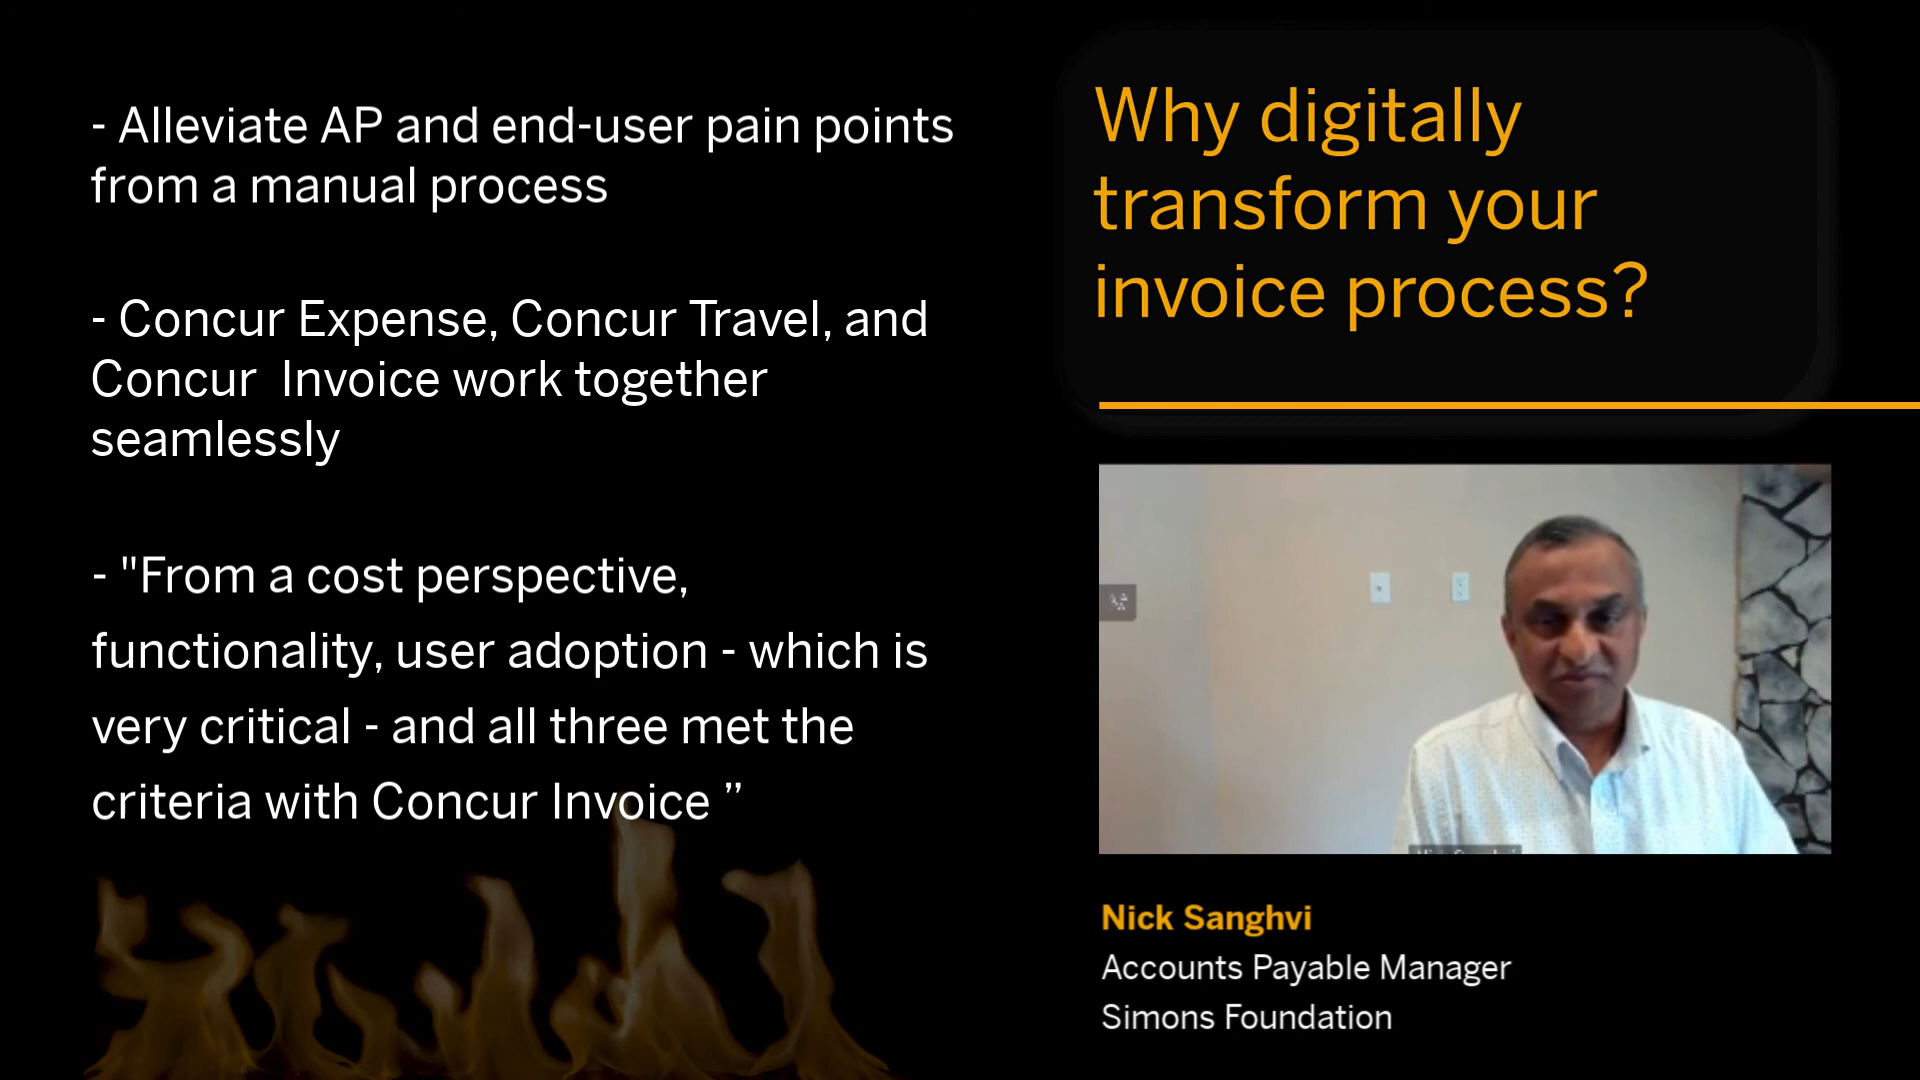 - Alleviate AP and end-user pain points
from a manual process
- Concur Expense, Concur Travel, and
Concur  Invoice work together
seamlessly
- "From a cost perspective,
functionality, user adoption - which is
very critical - and all three met the
criteria with Concur Invoice ”
Why digitally
transform your
invoice process?
Nick Sanghvi
Accounts Payable Manager
Simons Foundation